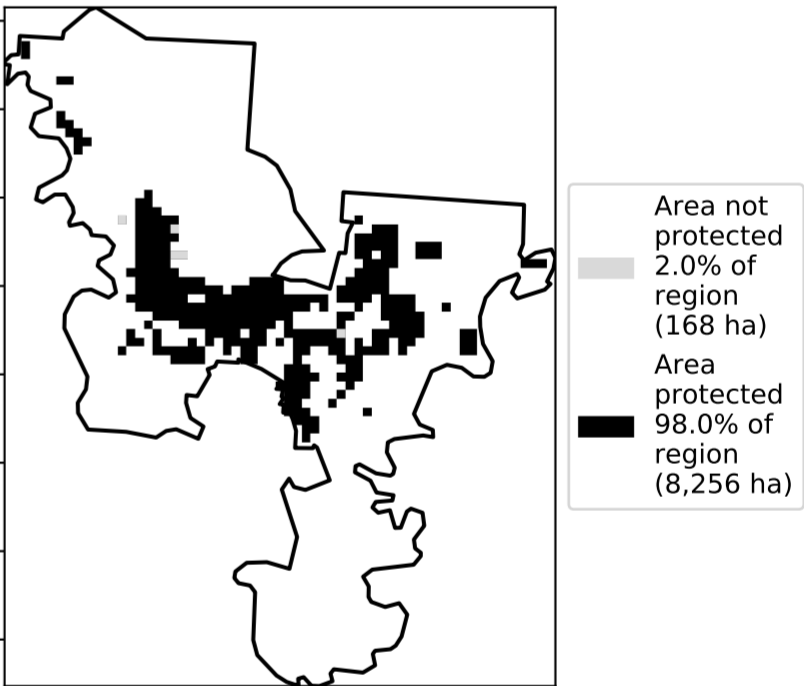 Area not
protected
2.0% of
region
(168 ha)
Area
protected
98.0% of
region
(8,256 ha)